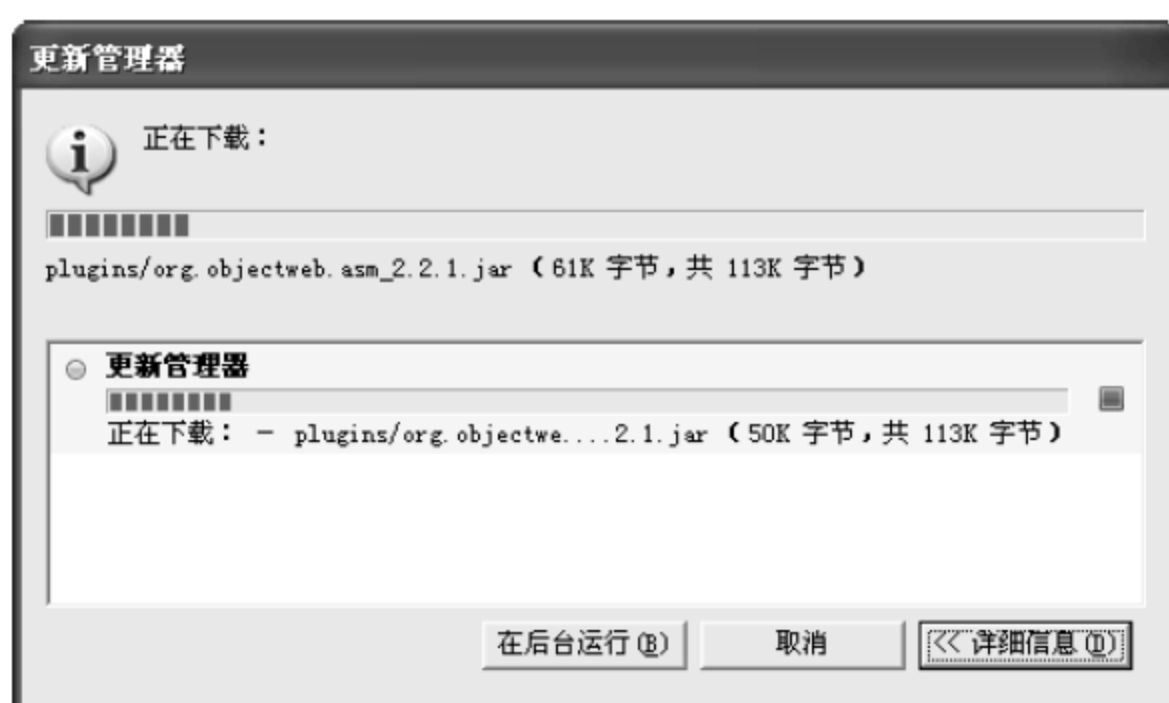 更新管理器
正在下载：
plugins/org.objectweb.asm_2.2.1.jar（61K 字节，共 113K 字节）
更新管理器
正在下载： － plugins/org.objectwe....2.1.jar（50K 字节，共 113K 字节）
在后台运行(B) 取消 << 详细信息(D)